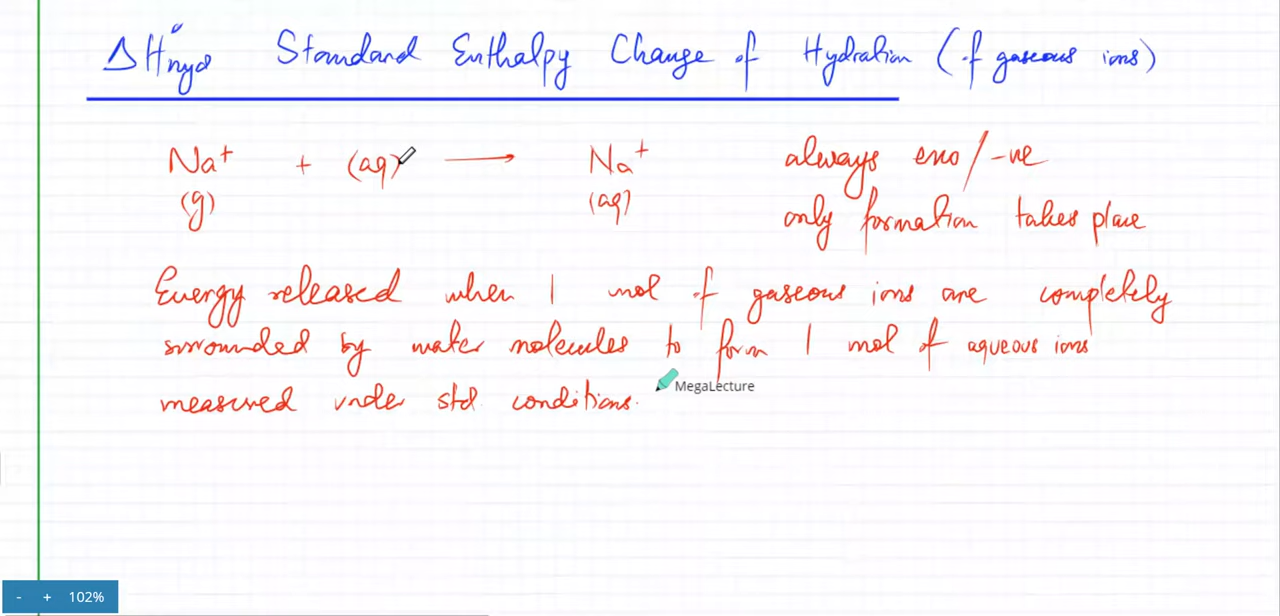 ΔH°hyd Standard Enthalpy Change of Hydration (of gaseous ions)
Na+ + (aq) → Na+ always exo/-ve
(g) (aq) only formation takes place
Energy released when 1 mol of gaseous ions are completely
surrounded by water molecules to form 1 mol of aqueous ions
MegaLecture
measured under std. conditions.
- + 102%